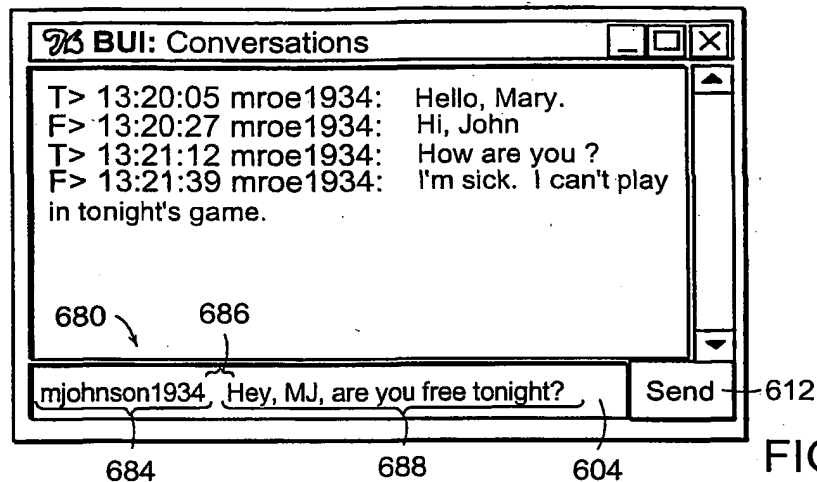 BUI: Conversations
T> 13:20:05 mroe1934: Hello, Mary.
F> 13:20:27 mroe1934: Hi, John
T> 13:21:12 mroe1934: How are you ?
F> 13:21:39 mroe1934: I'm sick. I can't play
in tonight's game.
680 686
mjohnson1934 Hey, MJ, are you free tonight? Send 612
684 688 604 FIG